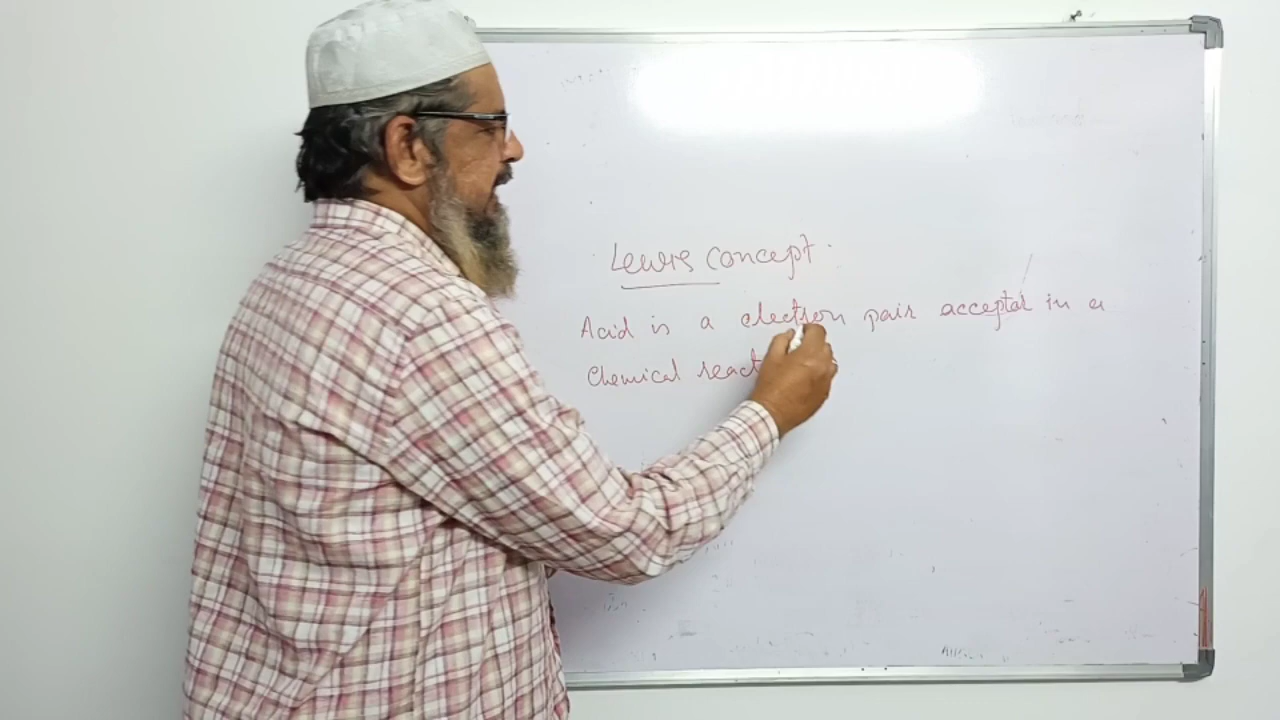 Lewis concept.
Acid is a electron pair acceptor in a
Chemical react